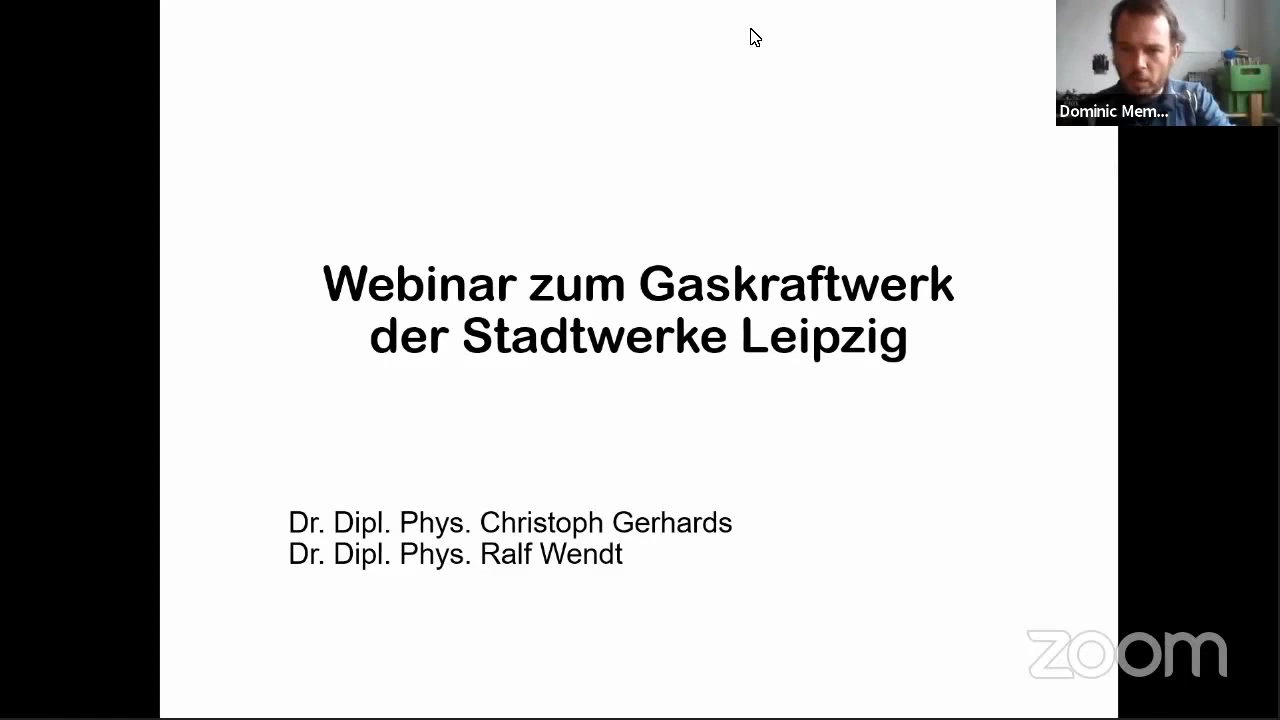 Dominic Mem...
Webinar zum Gaskraftwerk
der Stadtwerke Leipzig
Dr. Dipl. Phys. Christoph Gerhards
Dr. Dipl. Phys. Ralf Wendt
zoom